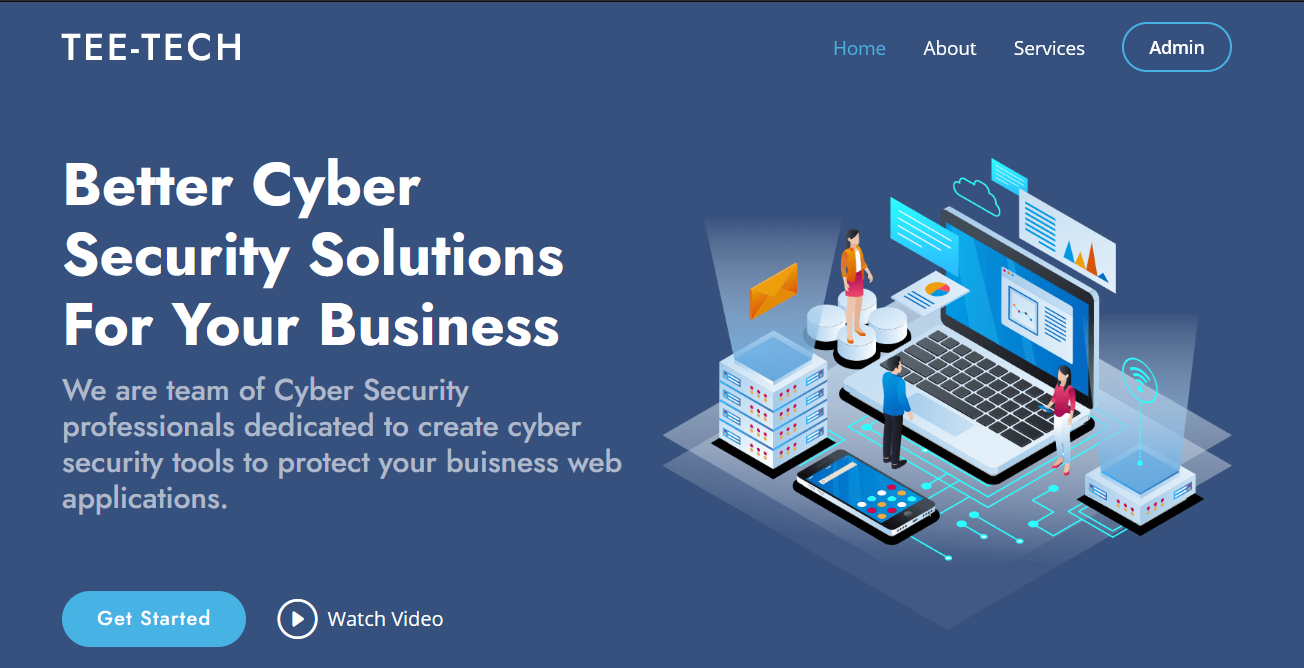 TEE-TECH
Home About Services Admin
Better Cyber
Security Solutions
For Your Business
We are team of Cyber Security
professionals dedicated to create cyber
security tools to protect your buisness web
applications.
Get Started Watch Video